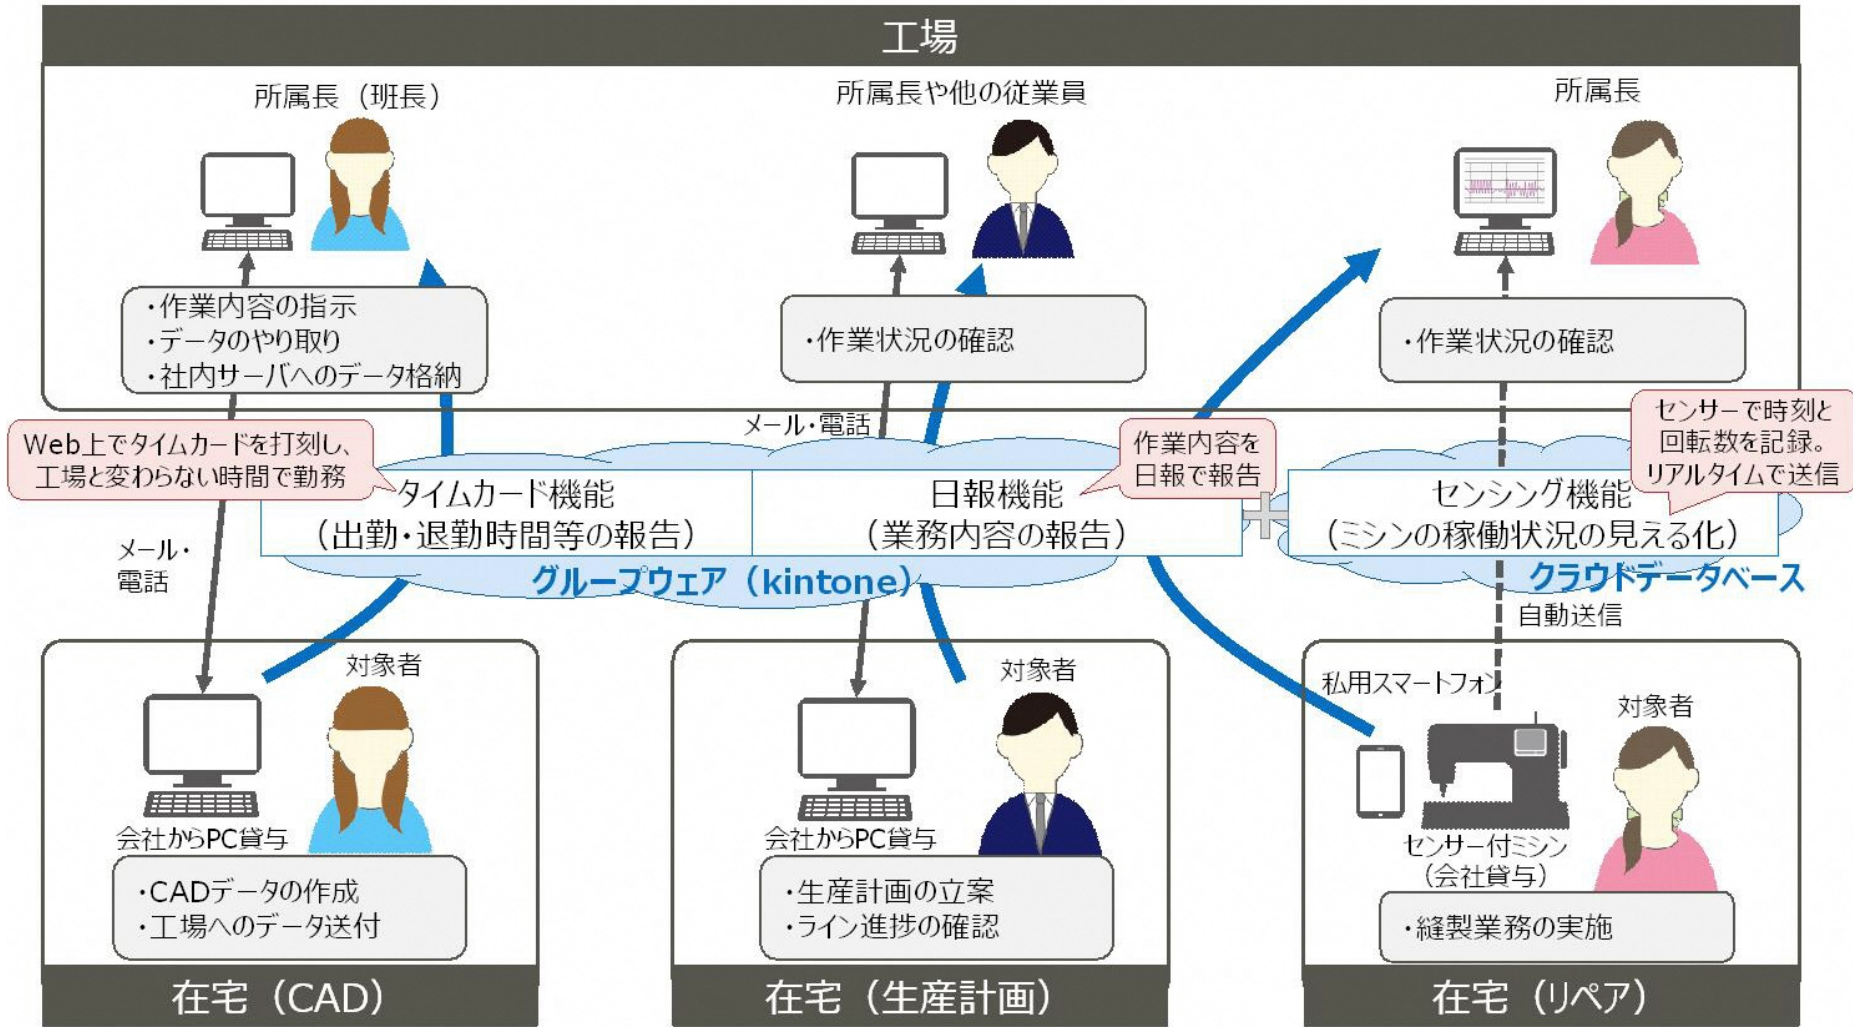 工場
所属長（班長）
所属長や他の従業員
所属長
・作業内容の指示
・データのやり取り
・社内サーバへのデータ格納
・作業状況の確認
・作業状況の確認
メール・電話
Web上でタイムカードを打刻し、
工場と変わらない時間で勤務
作業内容を
日報で報告
センサーで時刻と
回転数を記録。
リアルタイムで送信
タイムカード機能
（出勤・退勤時間等の報告）
日報機能
（業務内容の報告）
センシング機能
（ミシンの稼働状況の見える化）
グループウェア（kintone）
クラウドデータベース
メール・
電話
自動送信
対象者
会社からPC貸与
・CADデータの作成
・工場へのデータ送付
在宅（CAD）
対象者
会社からPC貸与
・生産計画の立案
・ライン進捗の確認
在宅（生産計画）
私用スマートフォン
対象者
センサー付ミシン
（会社貸与）
・縫製業務の実施
在宅（リペア）